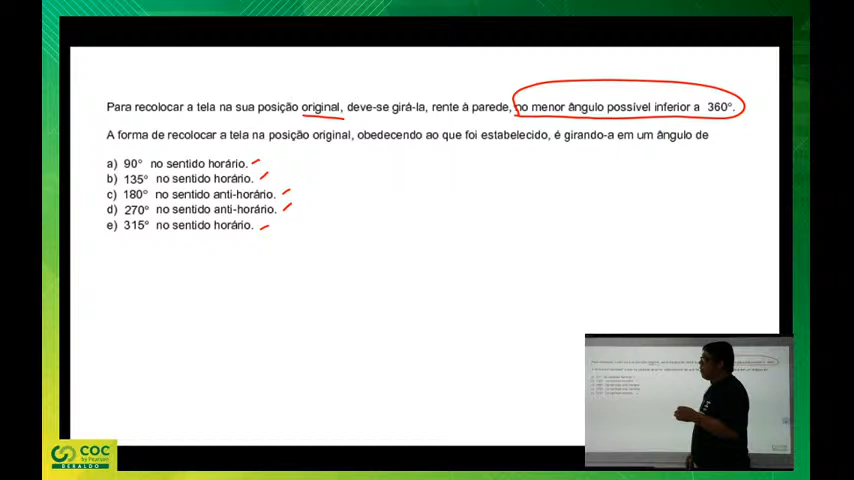 Para recolocar a tela na sua posição original, deve-se girá-la, rente à parede, no menor ângulo possível inferior a 360°.
A forma de recolocar a tela na posição original, obedecendo ao que foi estabelecido, é girando-a em um ângulo de
a) 90° no sentido horário.
b) 135° no sentido horário.
c) 180° no sentido anti-horário.
d) 270° no sentido anti-horário.
e) 315° no sentido horário.
COC
by Pearson
BERALDO